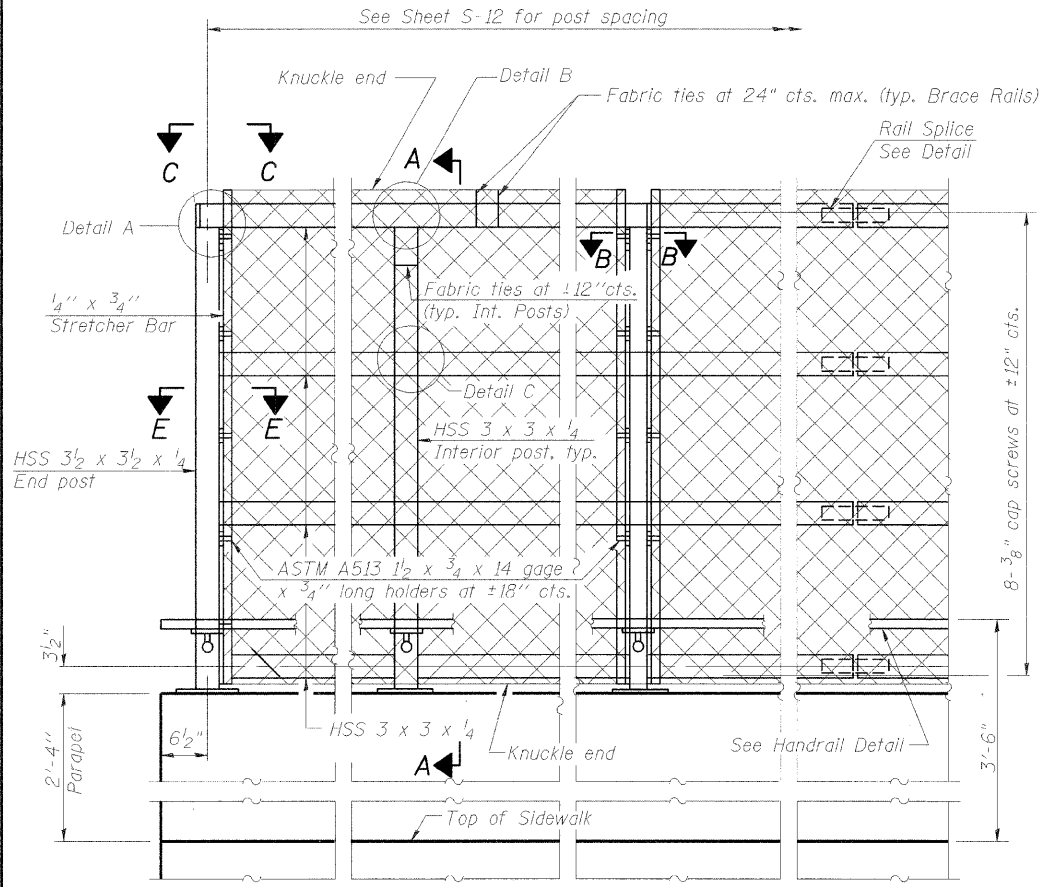 See Sheet S-12 for post spacing
Knuckle end
Detail B
Fabric ties at 24" cts. max. (typ. Brace Rails)
Rail Splice
See Detail
C
C
A
Detail A
B
B
1/4" x 3/4"
Stretcher Bar
Fabric ties at ±12" cts.
(typ. Int. Posts)
Detail C
E
E
HSS 3 x 3 x 1/4
Interior post, typ.
HSS 3 1/2 x 3 1/2 x 1/4
End post
8- 3/8" cap screws at ±12" cts.
ASTM A513 1 1/2 x 3/4 x 14 gage
x 3/4" long holders at ±18" cts.
3 1/2"
HSS 3 x 3 x 1/4
6 1/2"
2'-4"
Parapet
Knuckle end
See Handrail Detail
3'-6"
A
Top of Sidewalk